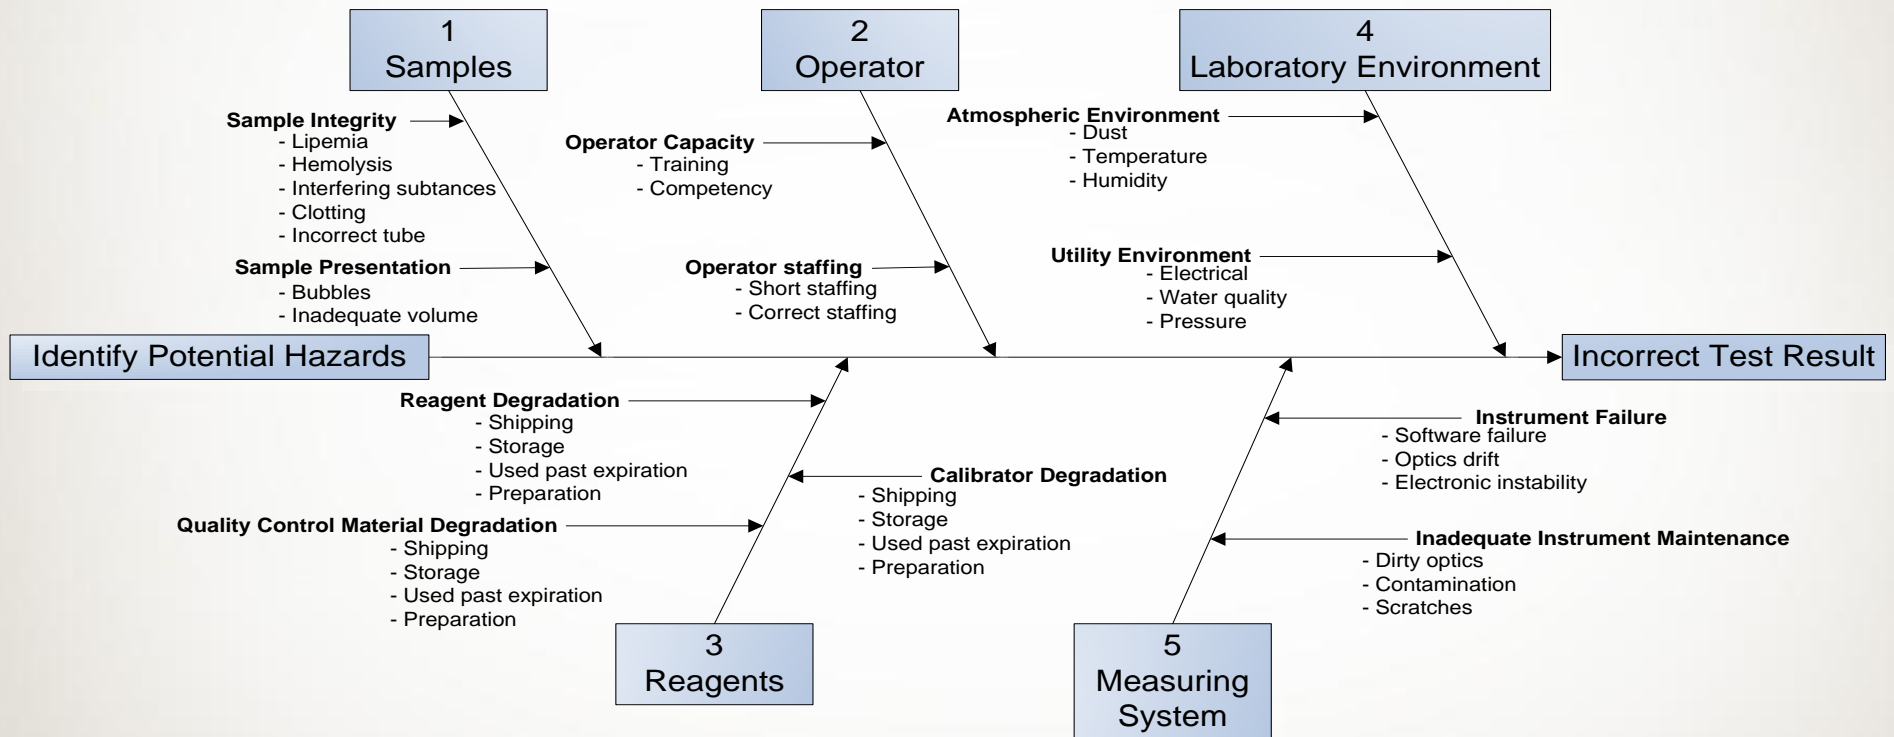 1
Samples
Sample Integrity
- Lipemia
- Hemolysis
- Interfering subtances
- Clotting
- Incorrect tube
Sample Presentation
- Bubbles
- Inadequate volume
2
Operator
Operator Capacity
- Training
- Competency
Operator staffing
- Short staffing
- Correct staffing
4
Laboratory Environment
Atmospheric Environment
- Dust
- Temperature
- Humidity
Utility Environment
- Electrical
- Water quality
- Pressure
Identify Potential Hazards
Incorrect Test Result
Reagent Degradation
- Shipping
- Storage
- Used past expiration
- Preparation
Calibrator Degradation
- Shipping
- Storage
- Used past expiration
- Preparation
Quality Control Material Degradation
- Shipping
- Storage
- Used past expiration
- Preparation
3
Reagents
Instrument Failure
- Software failure
- Optics drift
- Electronic instability
Inadequate Instrument Maintenance
- Dirty optics
- Contamination
- Scratches
5
Measuring
System